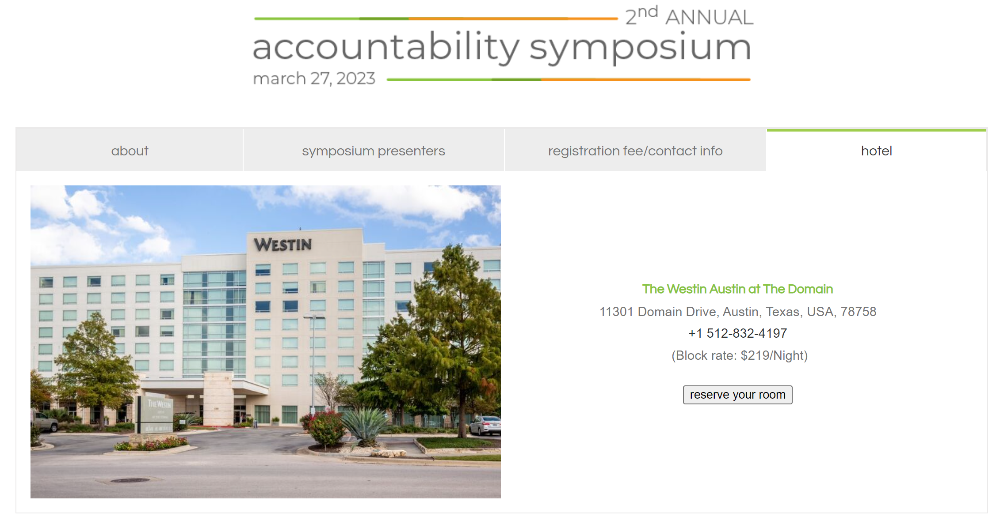 2nd ANNUAL
accountability symposium
march 27, 2023
about
symposium presenters
registration fee/contact info
hotel
WESTIN
THE WESTIN
The Westin Austin at The Domain
11301 Domain Drive, Austin, Texas, USA, 78758
+1 512-832-4197
(Block rate: $219/Night)
reserve your room